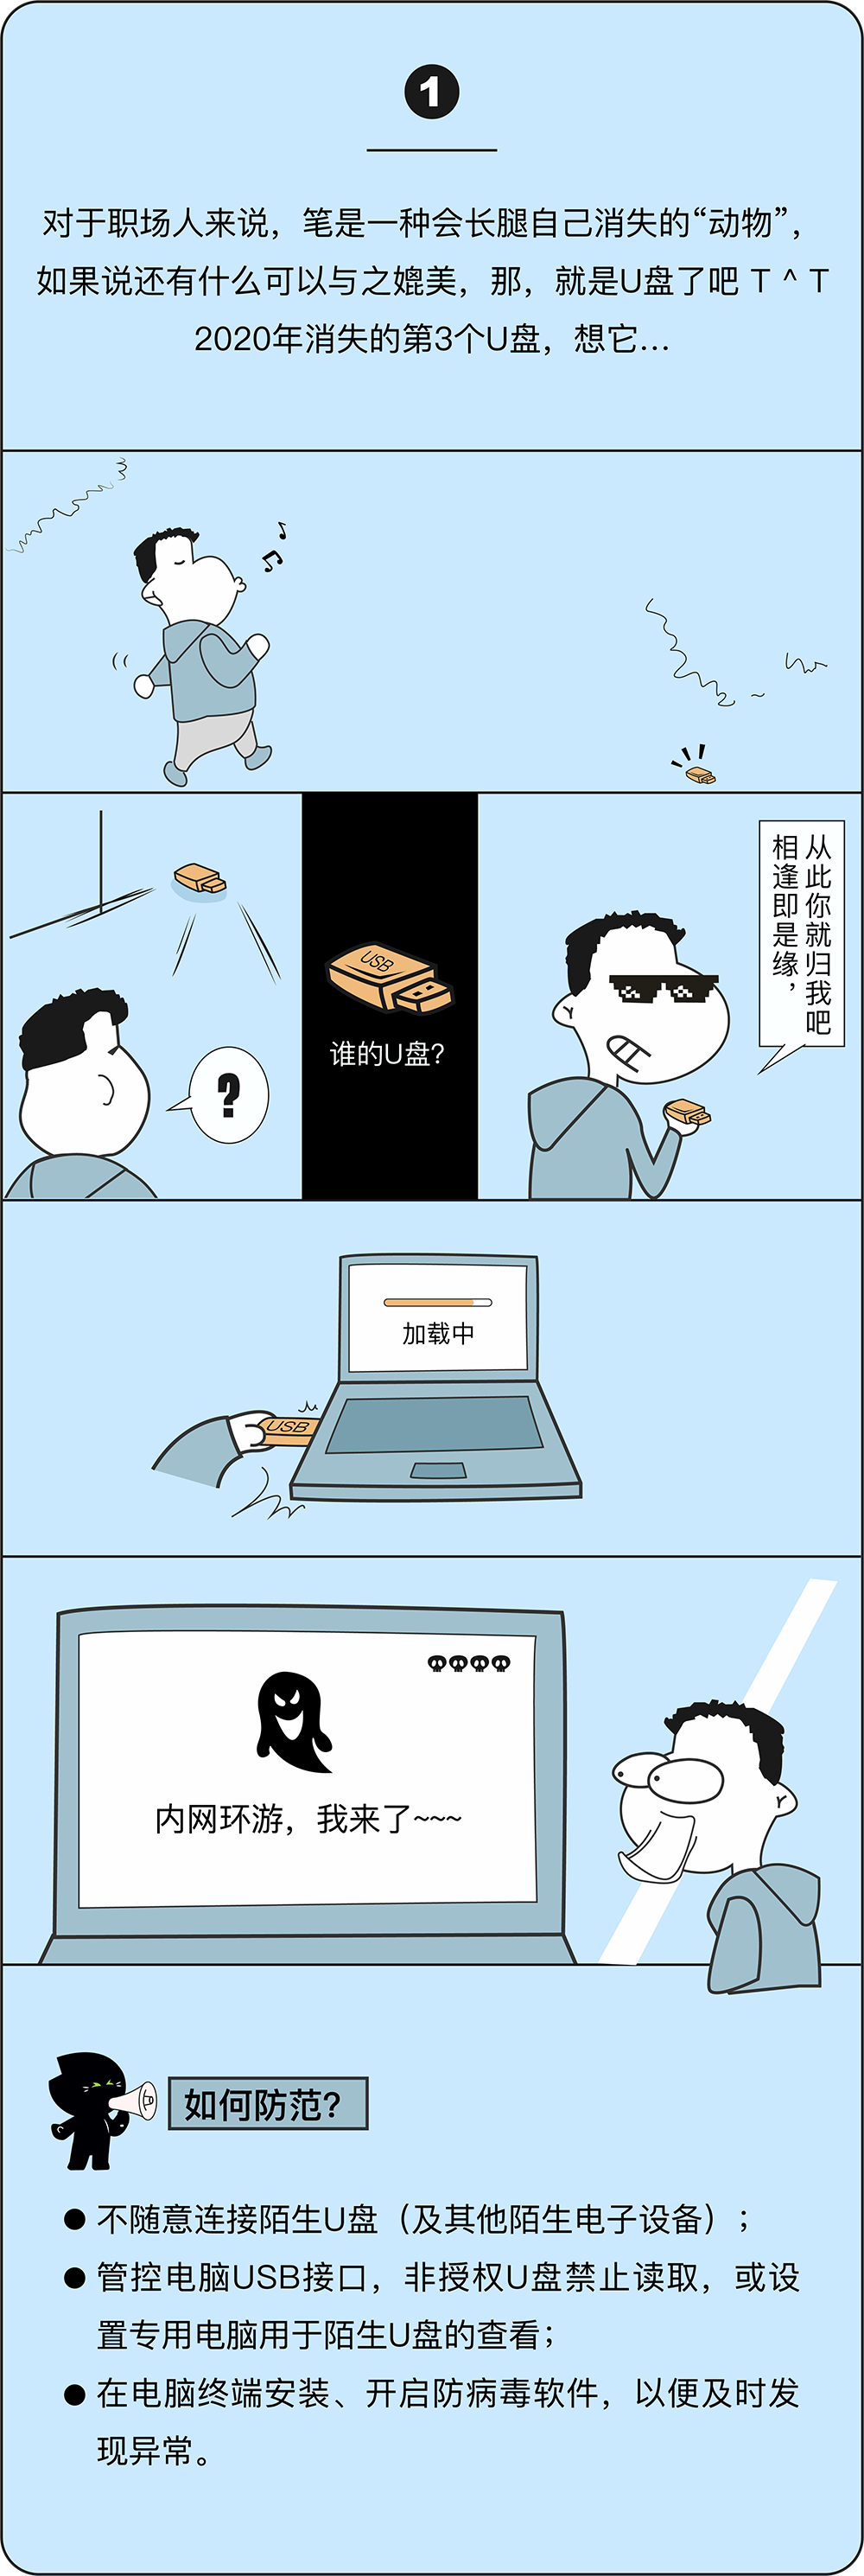 1
对于职场人来说，笔是一种会长腿自己消失的“动物”，
如果说还有什么可以与之媲美，那，就是U盘了吧 T ^ T
2020年消失的第3个U盘，想它...
?
USB
谁的U盘？
相逢即是缘，
从此你就归我吧
加载中
USB
内网环游，我来了~~~
如何防范？
● 不随意连接陌生U盘（及其他陌生电子设备）；
● 管控电脑USB接口，非授权U盘禁止读取，或设
置专用电脑用于陌生U盘的查看；
● 在电脑终端安装、开启防病毒软件，以便及时发
现异常。